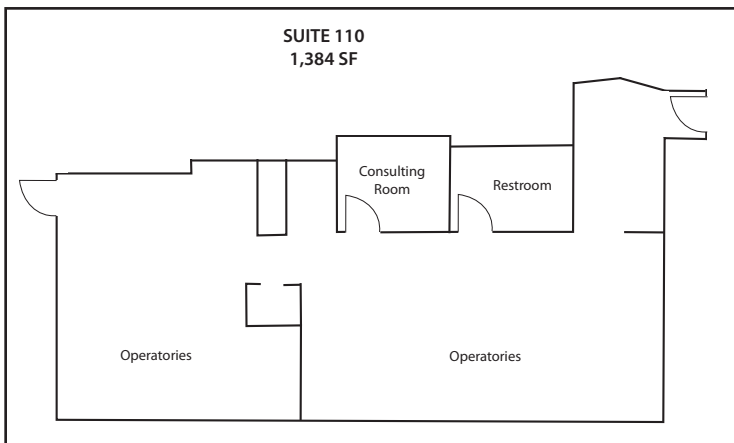 SUITE 110
1,384 SF
Consulting
Room
Restroom
Operatories
Operatories